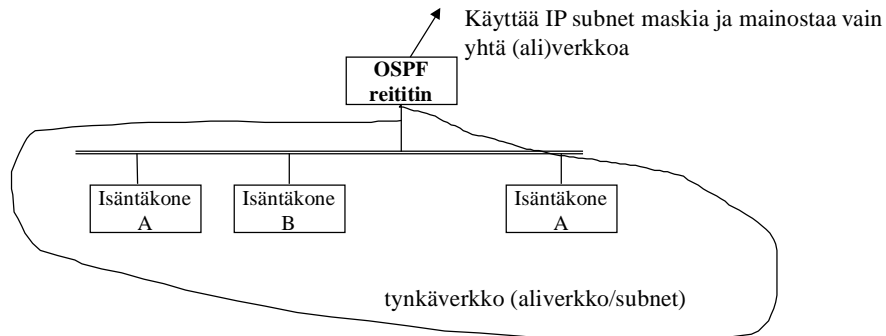 Käyttää IP subnet maskia ja mainostaa vain
yhtä (ali)verkkoa
OSPF
reititin
Isäntäkone
A
Isäntäkone
B
Isäntäkone
A
tynkäverkko (aliverkko/subnet)